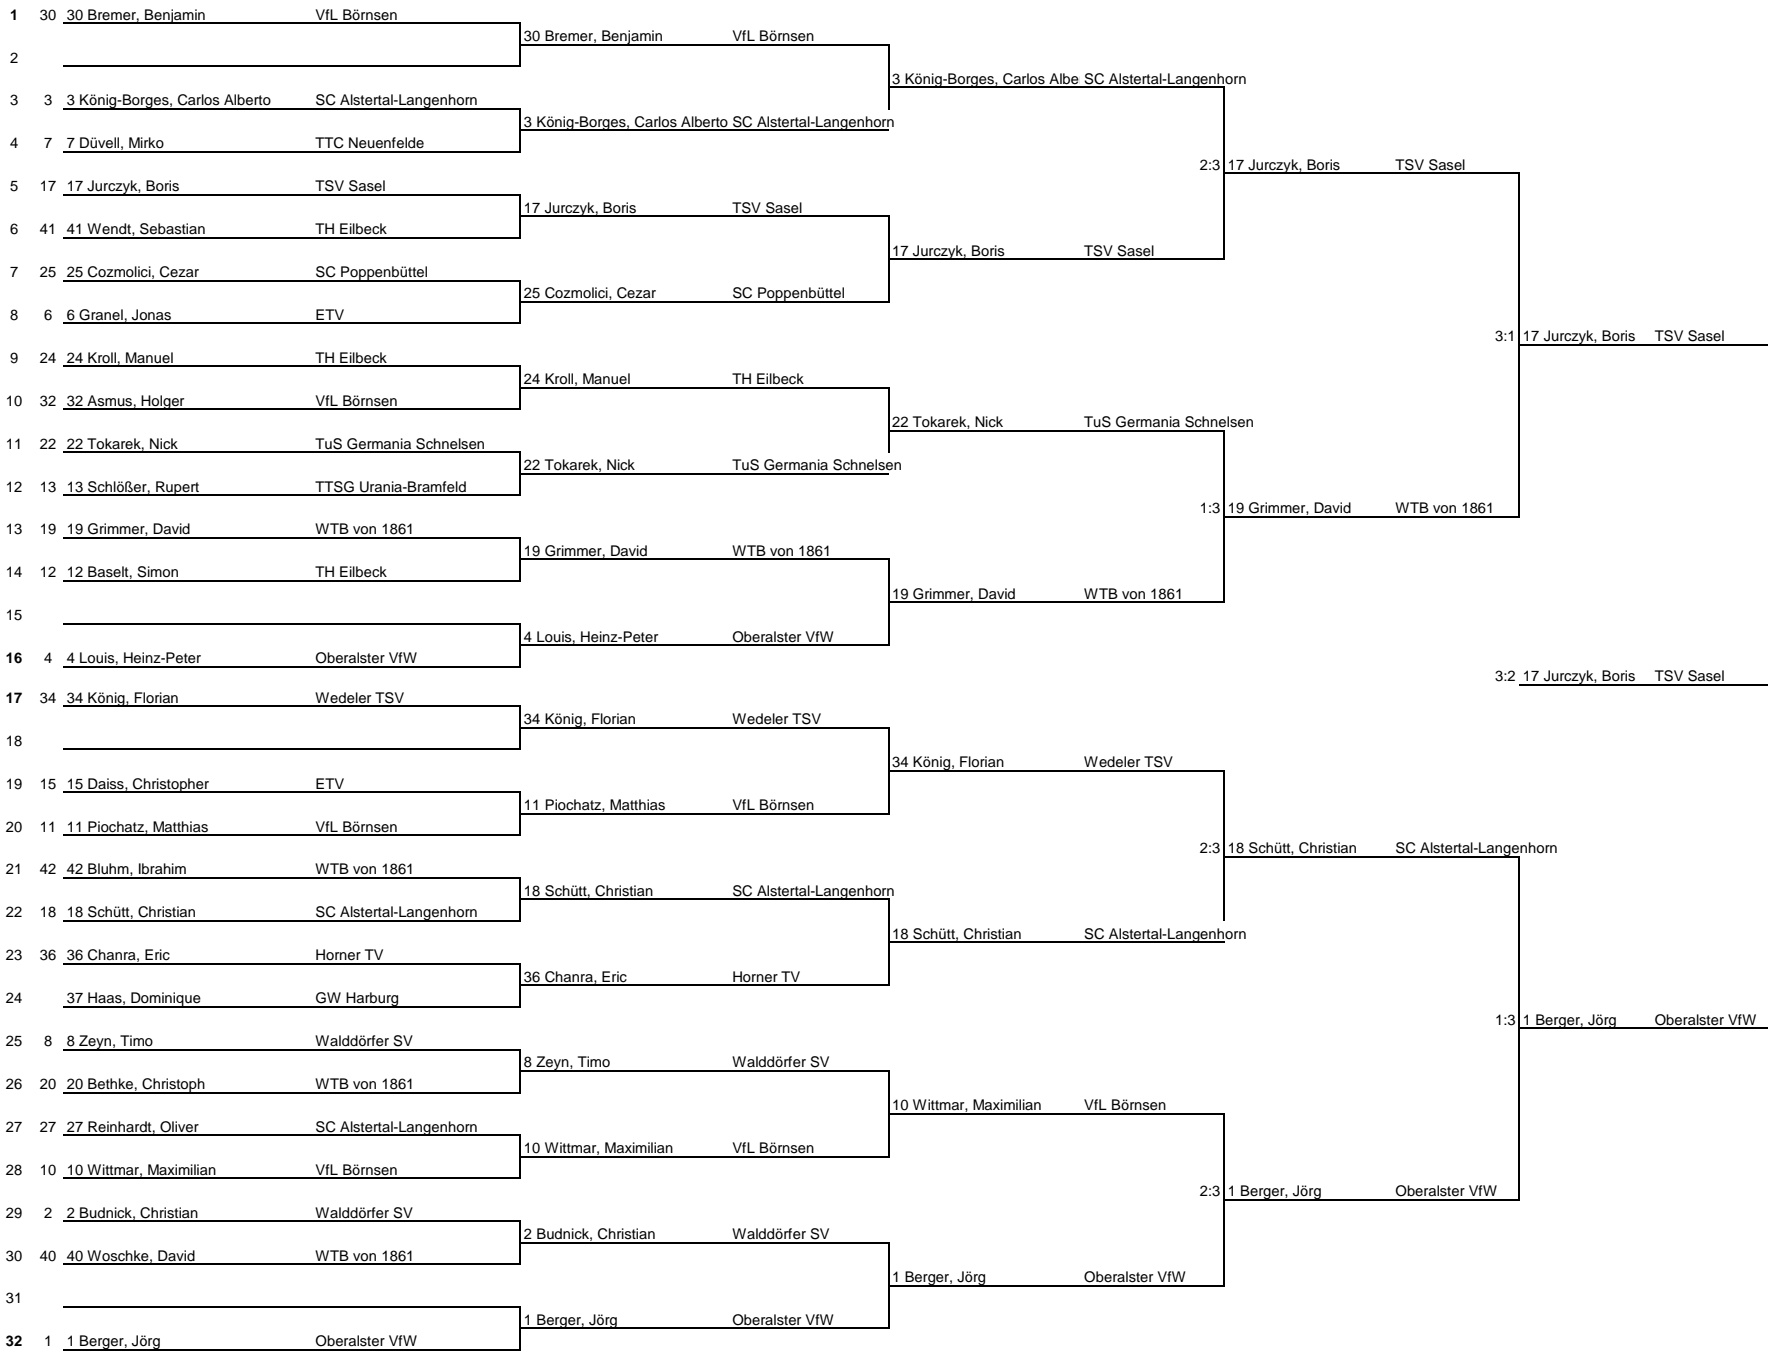 1 30 30 Bremer, Benjamin VfL Börnsen
30 Bremer, Benjamin VfL Börnsen
2
3 König-Borges, Carlos Albe SC Alstertal-Langenhorn
3 3 3 König-Borges, Carlos Alberto SC Alstertal-Langenhorn
3 König-Borges, Carlos Alberto SC Alstertal-Langenhorn
4 7 7 Düvell, Mirko TTC Neuenfelde
2:3 17 Jurczyk, Boris TSV Sasel
5 17 17 Jurczyk, Boris TSV Sasel
17 Jurczyk, Boris TSV Sasel
6 41 41 Wendt, Sebastian TH Eilbeck
17 Jurczyk, Boris TSV Sasel
7 25 25 Cozmolici, Cezar SC Poppenbüttel
25 Cozmolici, Cezar SC Poppenbüttel
8 6 6 Granel, Jonas ETV
3:1 17 Jurczyk, Boris TSV Sasel
9 24 24 Kroll, Manuel TH Eilbeck
24 Kroll, Manuel TH Eilbeck
10 32 32 Asmus, Holger VfL Börnsen
22 Tokarek, Nick TuS Germania Schnelsen
11 22 22 Tokarek, Nick TuS Germania Schnelsen
22 Tokarek, Nick TuS Germania Schnelsen
12 13 13 Schlößer, Rupert TTSG Urania-Bramfeld
1:3 19 Grimmer, David WTB von 1861
13 19 19 Grimmer, David WTB von 1861
19 Grimmer, David WTB von 1861
14 12 12 Baselt, Simon TH Eilbeck
19 Grimmer, David WTB von 1861
15
4 Louis, Heinz-Peter Oberalster VfW
16 4 4 Louis, Heinz-Peter Oberalster VfW
3:2 17 Jurczyk, Boris TSV Sasel
17 34 34 König, Florian Wedeler TSV
34 König, Florian Wedeler TSV
18
34 König, Florian Wedeler TSV
19 15 15 Daiss, Christopher ETV
11 Piochatz, Matthias VfL Börnsen
20 11 11 Piochatz, Matthias VfL Börnsen
2:3 18 Schütt, Christian SC Alstertal-Langenhorn
21 42 42 Bluhm, Ibrahim WTB von 1861
18 Schütt, Christian SC Alstertal-Langenhorn
22 18 18 Schütt, Christian SC Alstertal-Langenhorn
18 Schütt, Christian SC Alstertal-Langenhorn
23 36 36 Chanra, Eric Horner TV
36 Chanra, Eric Horner TV
24 37 Haas, Dominique GW Harburg
1:3 1 Berger, Jörg Oberalster VfW
25 8 8 Zeyn, Timo Walddörfer SV
8 Zeyn, Timo Walddörfer SV
26 20 20 Bethke, Christoph WTB von 1861
10 Wittmar, Maximilian VfL Börnsen
27 27 27 Reinhardt, Oliver SC Alstertal-Langenhorn
10 Wittmar, Maximilian VfL Börnsen
28 10 10 Wittmar, Maximilian VfL Börnsen
2:3 1 Berger, Jörg Oberalster VfW
29 2 2 Budnick, Christian Walddörfer SV
2 Budnick, Christian Walddörfer SV
30 40 40 Woschke, David WTB von 1861
1 Berger, Jörg Oberalster VfW
31
1 Berger, Jörg Oberalster VfW
32 1 1 Berger, Jörg Oberalster VfW